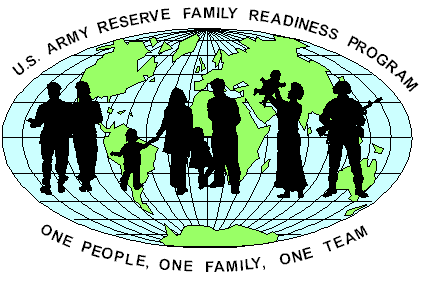 U.S. ARMY RESERVE FAMILY READINESS PROGRAM
ONE PEOPLE, ONE FAMILY, ONE TEAM